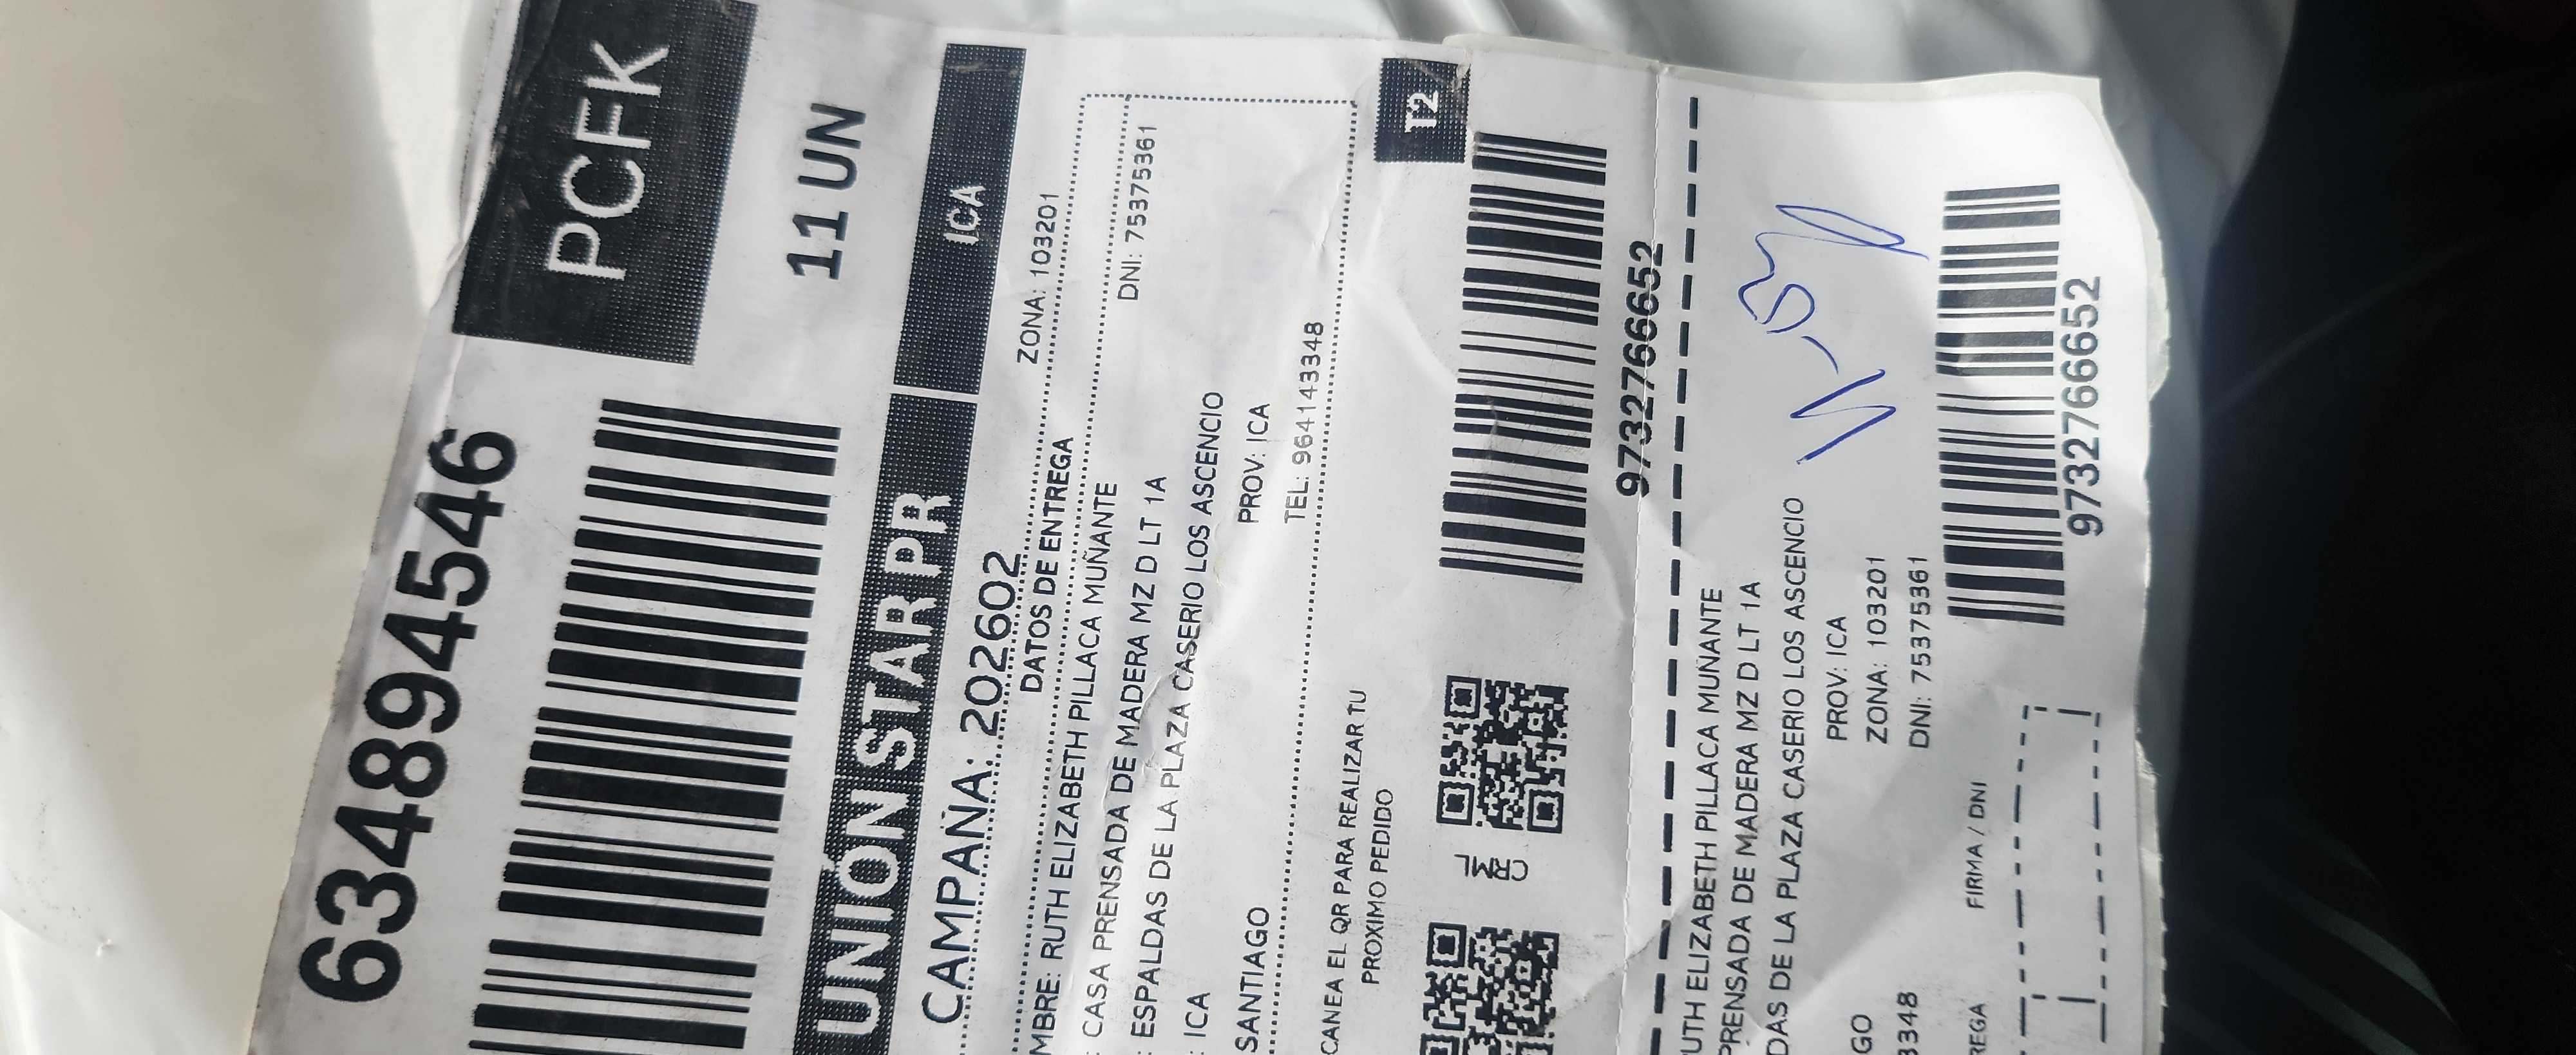 634894546
PCFK
11 UN
UNION STAR PR
ICA
CAMPAÑA: 202602
ZONA: 103201
DATOS DE ENTREGA
MBRE: RUTH ELIZABETH PILLACA MUÑANTE
DNI: 75375361
: CASA PRENSADA DE MADERA MZ D LT 1A
: ESPALDAS DE LA PLAZA CASERIO LOS ASCENCIO
: ICA
PROV: ICA
SANTIAGO
TEL: 964143348
CANEA EL QR PARA REALIZAR TU
PROXIMO PEDIDO
T2
9732766652
UTH ELIZABETH PILLACA MUÑANTE
PRENSADA DE MADERA MZ D LT 1A
DAS DE LA PLAZA CASERIO LOS ASCENCIO
PROV: ICA
GO
ZONA: 103201
3348
DNI: 75375361
REGA
FIRMA / DNI
9732766652